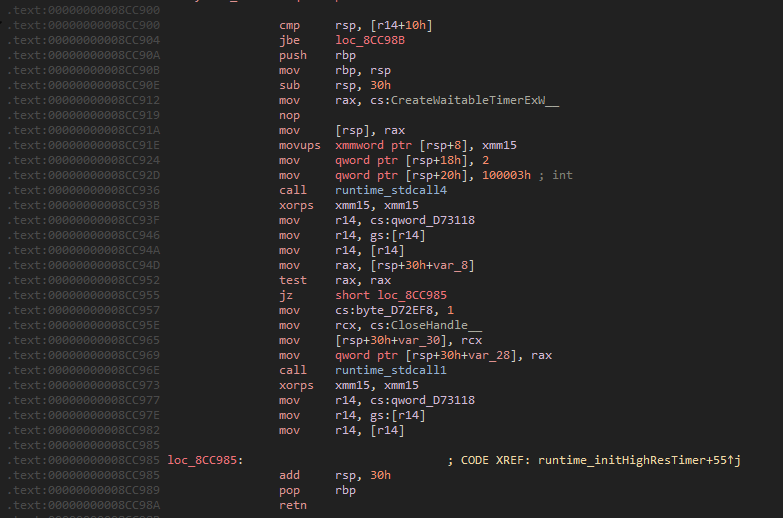 .text:00000000008CC900
.text:00000000008CC900 cmp rsp, [r14+10h]
.text:00000000008CC904 jbe loc_8CC98B
.text:00000000008CC90A push rbp
.text:00000000008CC90B mov rbp, rsp
.text:00000000008CC90E sub rsp, 30h
.text:00000000008CC912 mov rax, cs:CreateWaitableTimerExW__
.text:00000000008CC919 nop
.text:00000000008CC91A mov [rsp], rax
.text:00000000008CC91E movups xmmword ptr [rsp+8], xmm15
.text:00000000008CC924 mov qword ptr [rsp+18h], 2
.text:00000000008CC92D mov qword ptr [rsp+20h], 100003h ; int
.text:00000000008CC936 call runtime_stdcall4
.text:00000000008CC93B xorps xmm15, xmm15
.text:00000000008CC93F mov r14, cs:qword_D73118
.text:00000000008CC946 mov r14, gs:[r14]
.text:00000000008CC94A mov r14, [r14]
.text:00000000008CC94D mov rax, [rsp+30h+var_8]
.text:00000000008CC952 test rax, rax
.text:00000000008CC955 jz short loc_8CC985
.text:00000000008CC957 mov cs:byte_D72EF8, 1
.text:00000000008CC95E mov rcx, cs:CloseHandle__
.text:00000000008CC965 mov [rsp+30h+var_30], rcx
.text:00000000008CC969 mov qword ptr [rsp+30h+var_28], rax
.text:00000000008CC96E call runtime_stdcall1
.text:00000000008CC973 xorps xmm15, xmm15
.text:00000000008CC977 mov r14, cs:qword_D73118
.text:00000000008CC97E mov r14, gs:[r14]
.text:00000000008CC982 mov r14, [r14]
.text:00000000008CC985
.text:00000000008CC985 loc_8CC985: ; CODE XREF: runtime_initHighResTimer+55↑j
.text:00000000008CC985 add rsp, 30h
.text:00000000008CC989 pop rbp
.text:00000000008CC98A retn